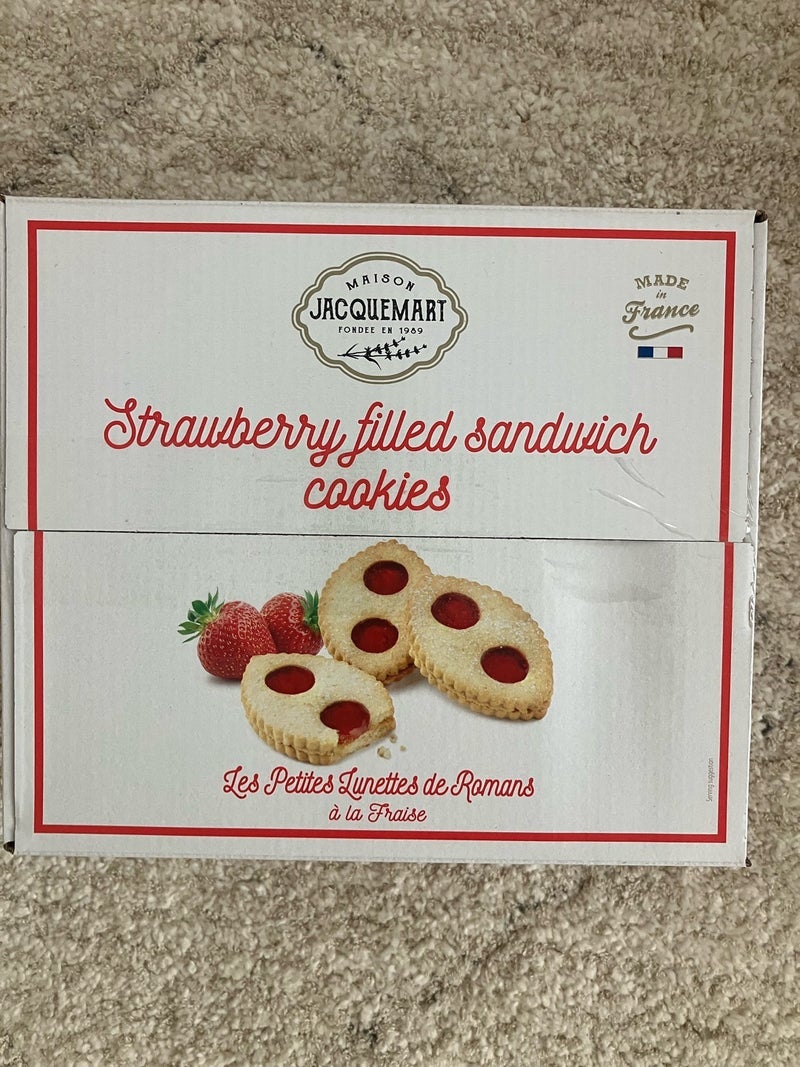 MAISON
JACQUEMART
FONDEE EN 1989
MADE
in
France
Strawberry filled sandwich
cookies
Les Petites Lunettes de Romans
à la Fraise
Serving suggestion